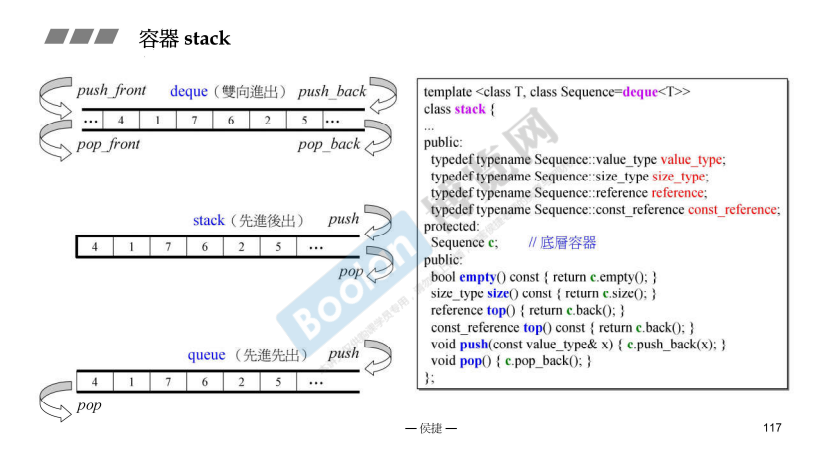 容器 stack
push_front deque（雙向進出） push_back
... 4 1 7 6 2 5 ...
pop_front pop_back
stack（先進後出） push
4 1 7 6 2 5 ...
pop
queue （先進先出） push
4 1 7 6 2 5 ...
pop
template <class T, class Sequence=deque<T>>
class stack {
...
public:
typedef typename Sequence::value_type value_type;
typedef typename Sequence::size_type size_type;
typedef typename Sequence::reference reference;
typedef typename Sequence::const_reference const_reference;
protected:
Sequence c; // 底層容器
public:
bool empty() const { return c.empty(); }
size_type size() const { return c.size(); }
reference top() { return c.back(); }
const_reference top() const { return c.back(); }
void push(const value_type& x) { c.push_back(x); }
void pop() { c.pop_back(); }
};
Boolan
博览网
— 侯捷 —
117